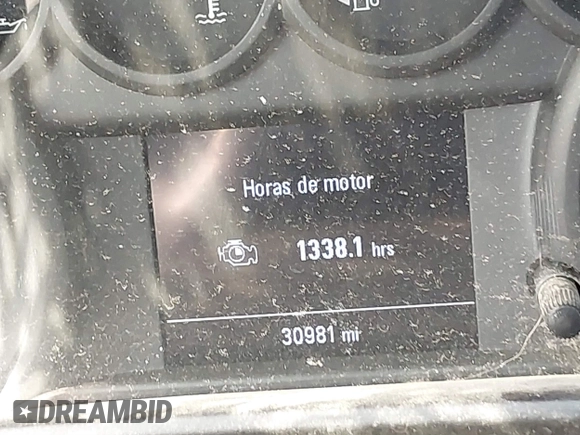 Horas de motor
1338.1 hrs
30981 mi
DREAMBID